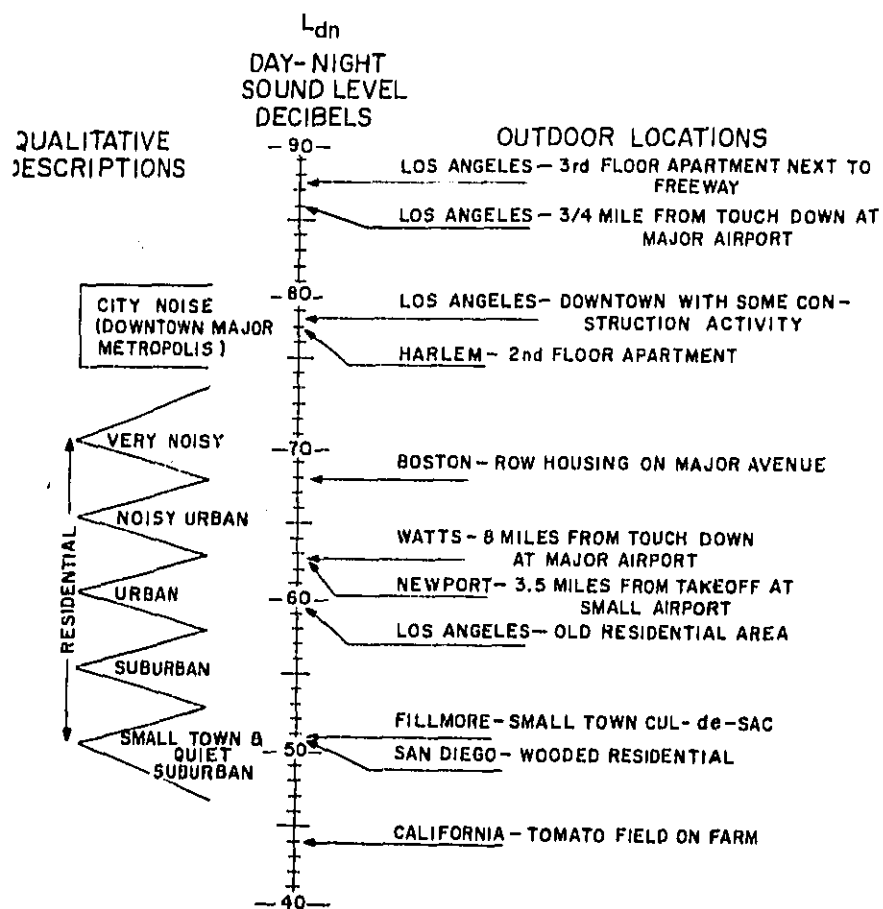 Ldn
DAY-NIGHT
SOUND LEVEL
DECIBELS
QUALITATIVE
DESCRIPTIONS
OUTDOOR LOCATIONS
-90-
LOS ANGELES - 3rd FLOOR APARTMENT NEXT TO
FREEWAY
LOS ANGELES - 3/4 MILE FROM TOUCH DOWN AT
MAJOR AIRPORT
-80-
CITY NOISE
(DOWNTOWN MAJOR
METROPOLIS)
LOS ANGELES - DOWNTOWN WITH SOME CON-
STRUCTION ACTIVITY
HARLEM - 2nd FLOOR APARTMENT
RESIDENTIAL
VERY NOISY
-70-
BOSTON - ROW HOUSING ON MAJOR AVENUE
NOISY URBAN
WATTS - 8 MILES FROM TOUCH DOWN
AT MAJOR AIRPORT
URBAN
-60-
NEWPORT - 3.5 MILES FROM TAKEOFF AT
SMALL AIRPORT
LOS ANGELES - OLD RESIDENTIAL AREA
SUBURBAN
FILLMORE - SMALL TOWN CUL-de-SAC
SMALL TOWN &
QUIET
SUBURBAN
-50-
SAN DIEGO - WOODED RESIDENTIAL
CALIFORNIA - TOMATO FIELD ON FARM
-40-